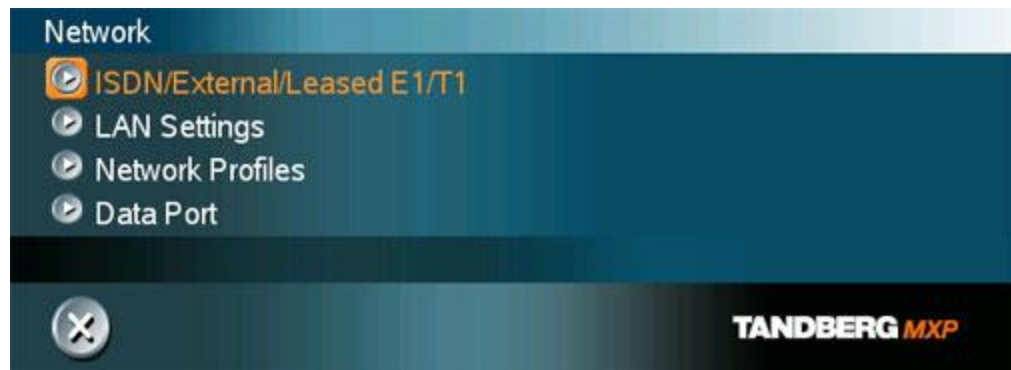 Network
ISDN/External/Leased E1/T1
LAN Settings
Network Profiles
Data Port
TANDBERG MXP